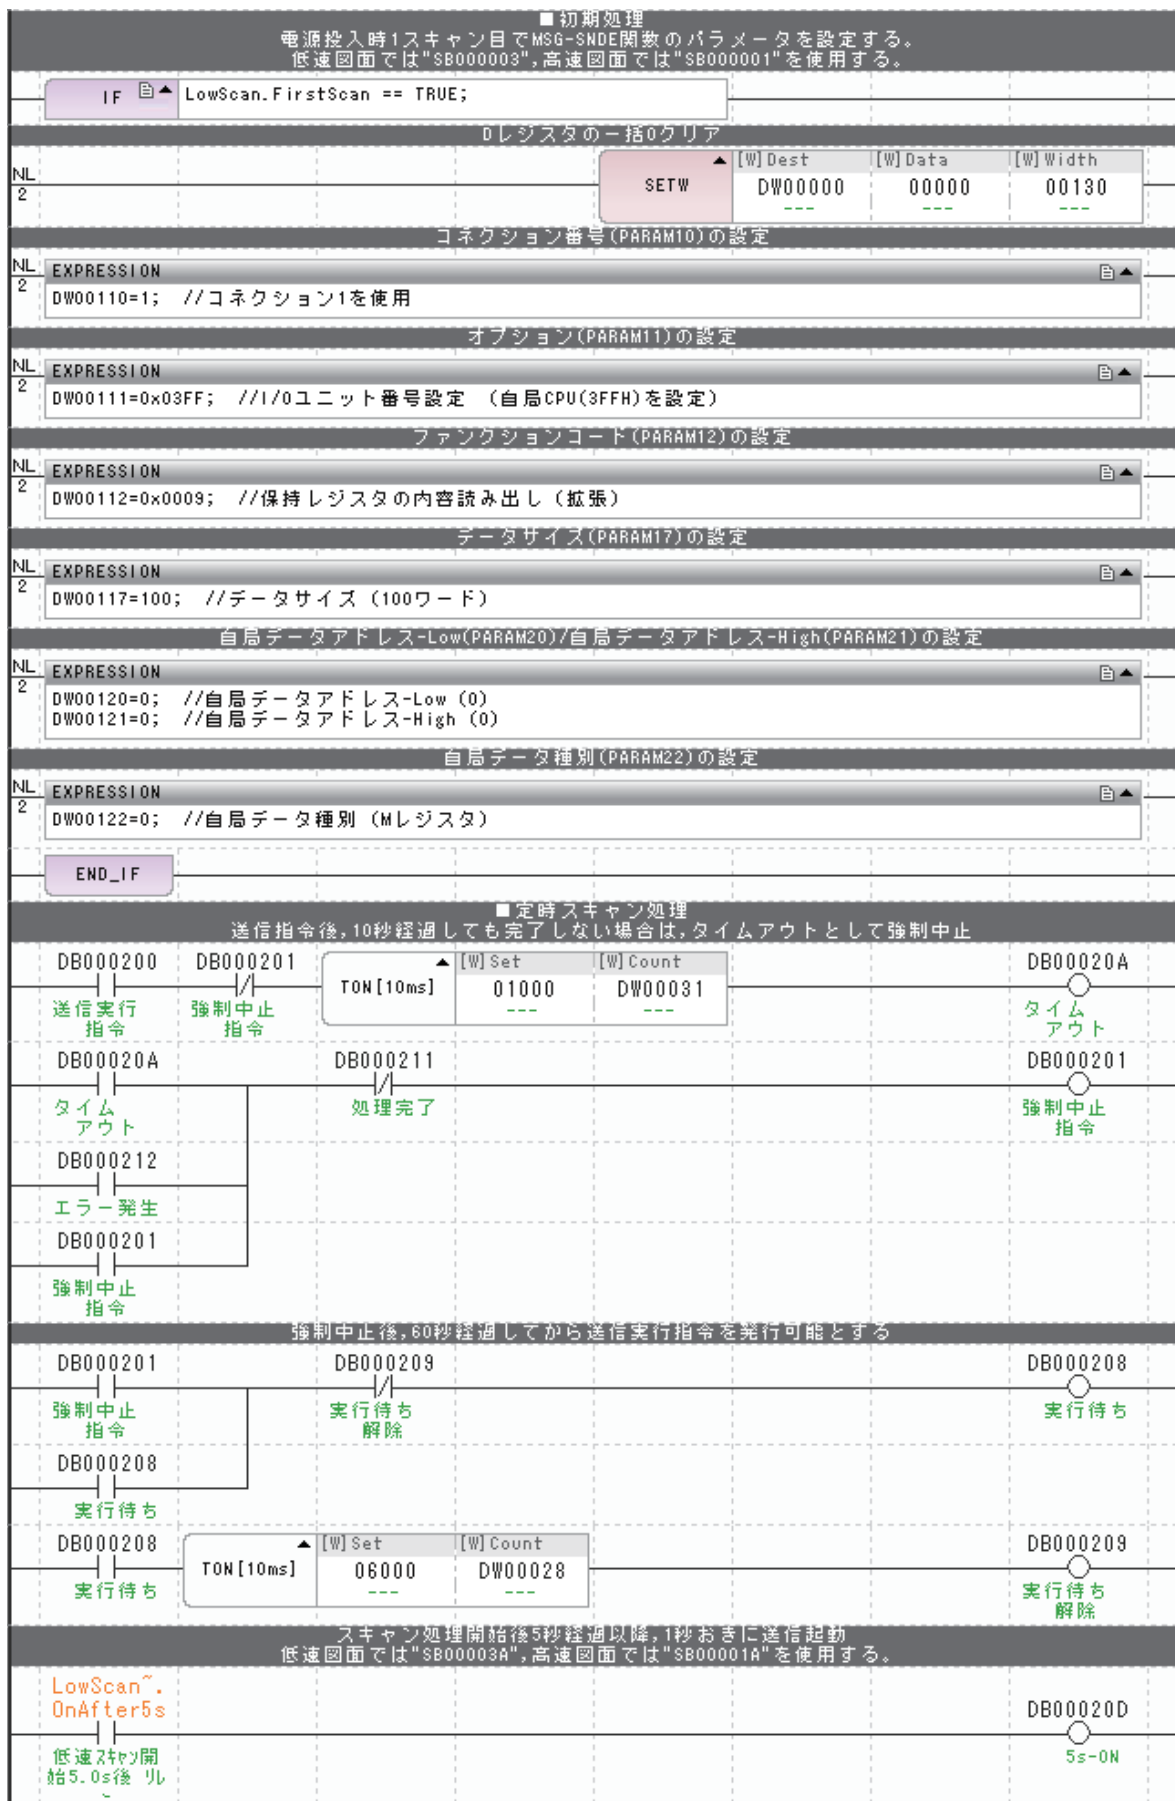 ■初期処理
電源投入時1スキャン目でMSG-SNDE関数のパラメータを設定する。
低速図面では"SB000003",高速図面では"SB000001"を使用する。
IF LowScan.FirstScan == TRUE;
Dレジスタの一括0クリア
[W]Dest [W]Data [W]Width
NL SETW DW00000 00000 00130
2 --- --- ---
コネクション番号(PARAM10)の設定
NL EXPRESSION
2
DW00110=1; //コネクション1を使用
オプション(PARAM11)の設定
NL EXPRESSION
2
DW00111=0x03FF; //I/Oユニット番号設定 (自局CPU(3FFH)を設定)
ファンクションコード(PARAM12)の設定
NL EXPRESSION
2
DW00112=0x0009; //保持レジスタの内容読み出し(拡張)
データサイズ(PARAM17)の設定
NL EXPRESSION
2
DW00117=100; //データサイズ (100ワード)
自局データアドレス-Low(PARAM20)/自局データアドレス-High(PARAM21)の設定
NL EXPRESSION
2
DW00120=0; //自局データアドレス-Low (0)
DW00121=0; //自局データアドレス-High (0)
自局データ種別(PARAM22)の設定
NL EXPRESSION
2
DW00122=0; //自局データ種別 (Mレジスタ)
END_IF
■定時スキャン処理
送信指令後,10秒経過しても完了しない場合は,タイムアウトとして強制中止
DB000200 DB000201 [W]Set [W]Count DB00020A
TON[10ms] 01000 DW00031
--- ---
送信実行 強制中止 タイム
指令 指令 アウト
DB00020A DB000211 DB000201
タイム 処理完了 強制中止
アウト 指令
DB000212
エラー発生
DB000201
強制中止
指令
強制中止後,60秒経過してから送信実行指令を発行可能とする
DB000201 DB000209 DB000208
強制中止 実行待ち 実行待ち
指令 解除
DB000208
実行待ち
DB000208 [W]Set [W]Count DB000209
TON[10ms] 06000 DW00028
実行待ち --- --- 実行待ち
解除
スキャン処理開始後5秒経過以降,1秒おきに送信起動
低速図面では"SB00003A",高速図面では"SB00001A"を使用する。
LowScan~.
OnAfter5s DB00020D
低速ｽｷｬﾝ開 5s-ON
始5.0s後 ﾘﾚ